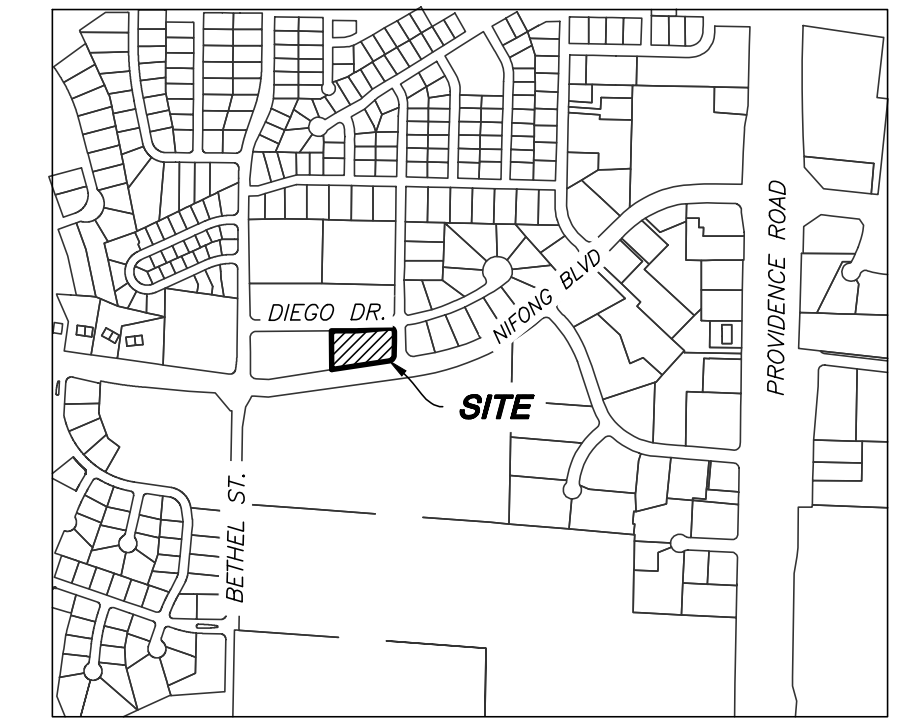 DIEGO DR.
NIFONG BLVD
PROVIDENCE ROAD
SITE
BETHEL ST.